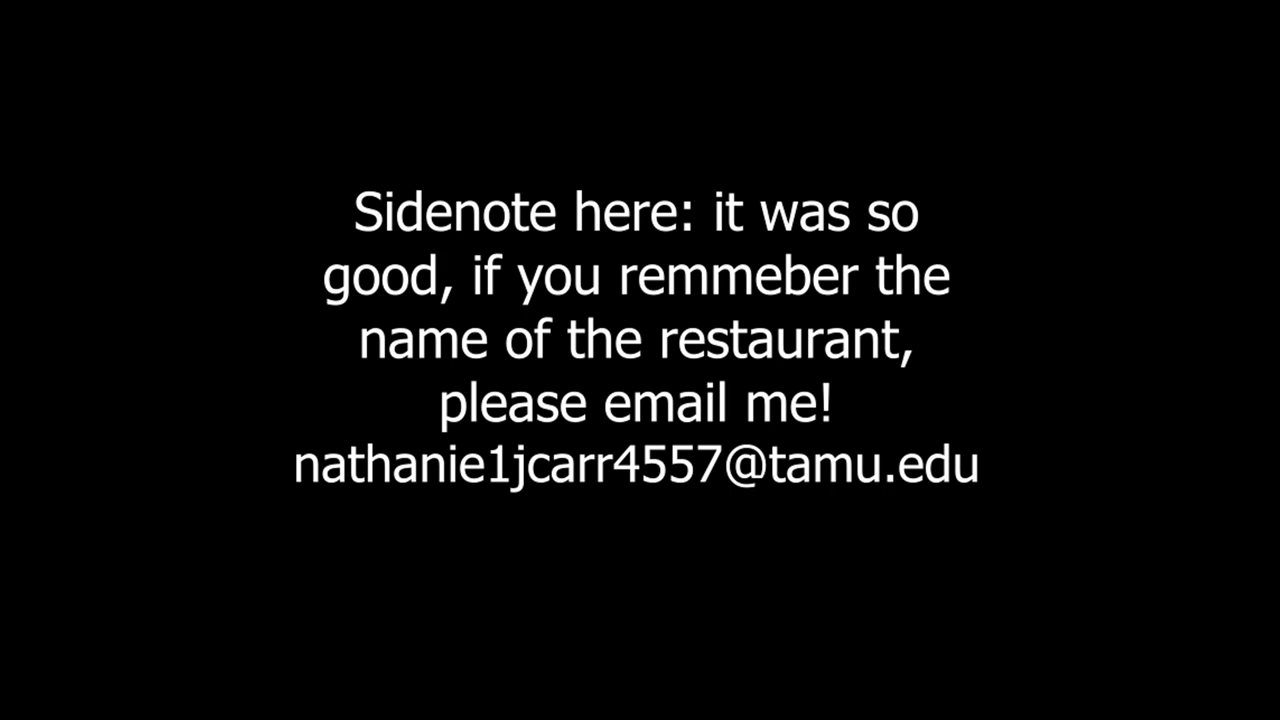 Sidenote here: it was so
good, if you remmeber the
name of the restaurant,
please email me!
nathanie1jcarr4557@tamu.edu